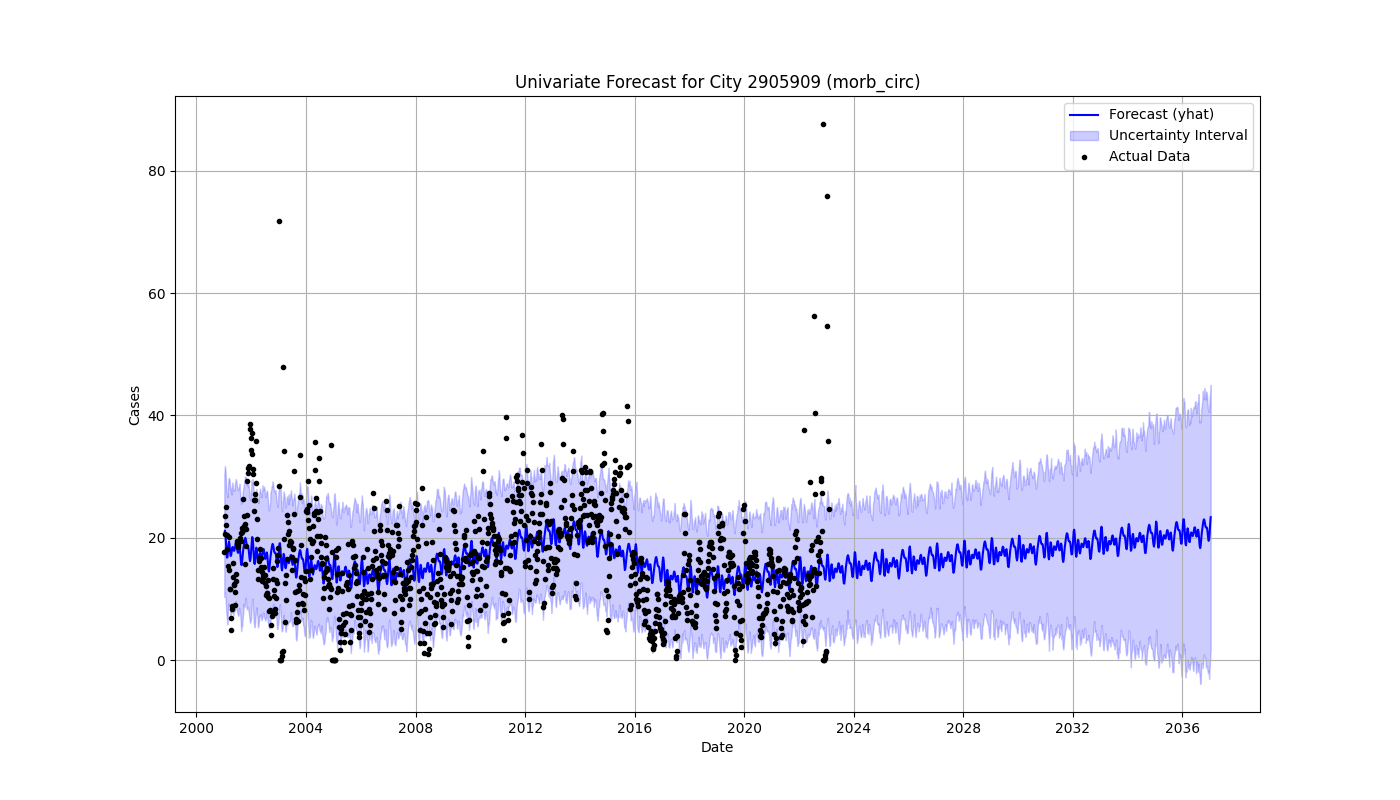 Univariate Forecast for City 2905909 (morb_circ)
Forecast (yhat)
Uncertainty Interval
Actual Data
Cases
80
60
40
20
0
2000 2004 2008 2012 2016 2020 2024 2028 2032 2036
Date